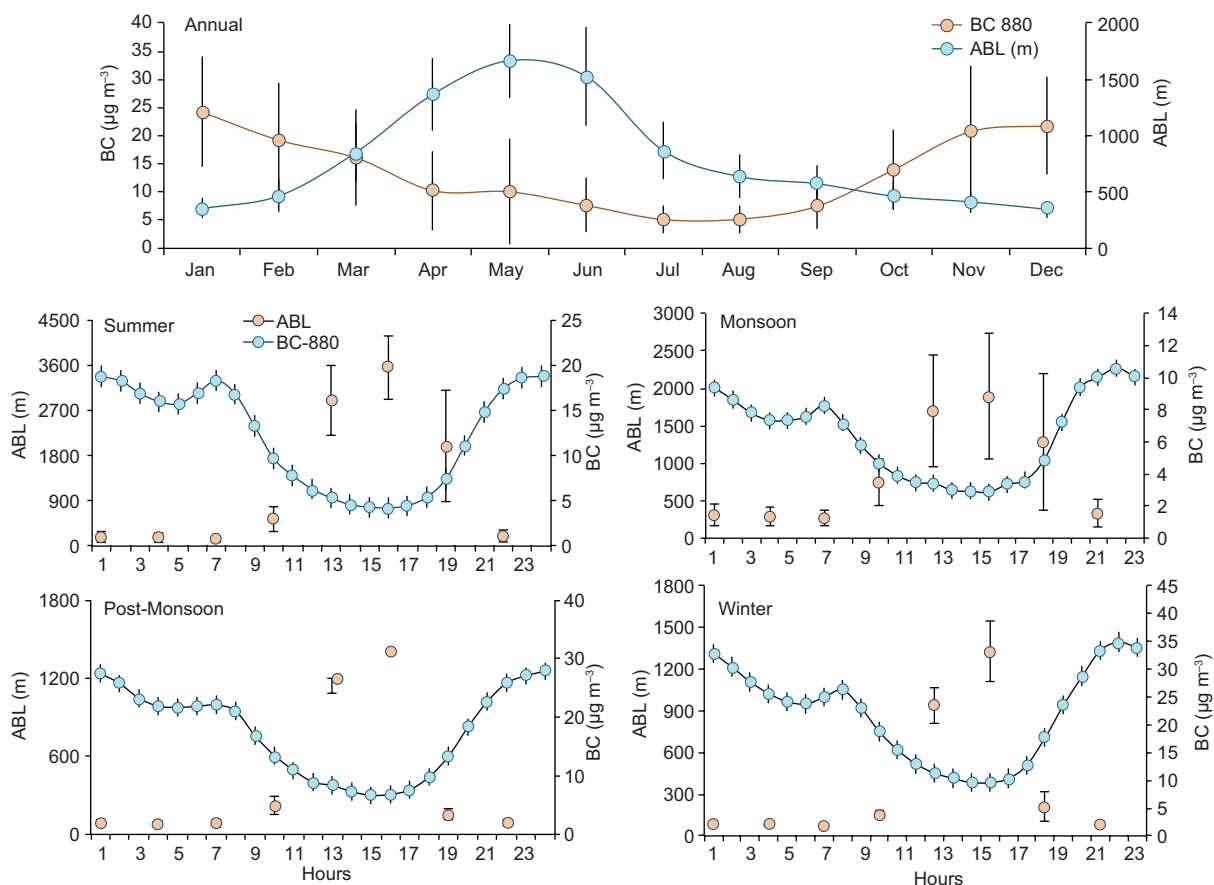 Annual
BC 880
ABL (m)
BC (µg m⁻³)
40
35
30
25
20
15
10
5
0
ABL (m)
2000
1500
1000
500
0
Jan Feb Mar Apr May Jun Jul Aug Sep Oct Nov Dec
Summer
ABL
BC-880
ABL (m)
4500
3600
2700
1800
900
0
BC (µg m⁻³)
25
20
15
10
5
0
1 3 5 7 9 11 13 15 17 19 21 23
Monsoon
ABL (m)
3000
2500
2000
1500
1000
500
0
BC (µg m⁻³)
14
12
10
8
6
4
2
0
1 3 5 7 9 11 13 15 17 19 21 23
Post-Monsoon
ABL (m)
1800
1200
600
0
BC (µg m⁻³)
40
30
20
10
0
1 3 5 7 9 11 13 15 17 19 21 23
Hours
Winter
ABL (m)
1800
1500
1200
900
600
300
0
BC (µg m⁻³)
45
40
35
30
25
20
15
10
5
0
1 3 5 7 9 11 13 15 17 19 21 23
Hours